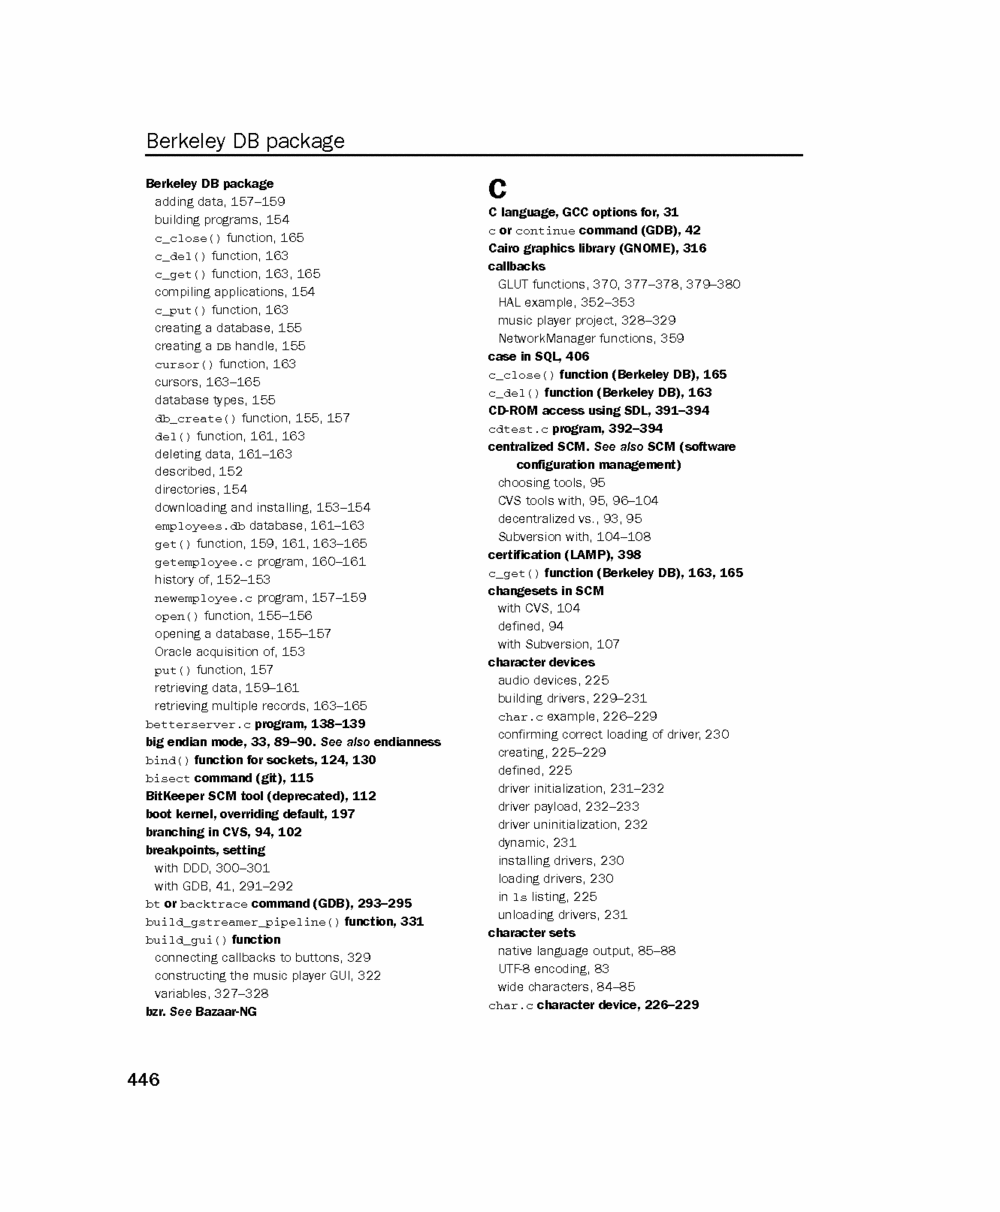 Berkeley DB package
Berkeley DB package
adding data, 157–159
building programs, 154
c_close() function, 165
c_del() function, 163
c_get() function, 163, 165
compiling applications, 154
c_put() function, 163
creating a database, 155
creating a DB handle, 155
cursor() function, 163
cursors, 163–165
database types, 155
db_create() function, 155, 157
del() function, 161, 163
deleting data, 161–163
described, 152
directories, 154
downloading and installing, 153–154
employees.db database, 161–163
get() function, 159, 161, 163–165
getemployee.c program, 160–161
history of, 152–153
newemployee.c program, 157–159
open() function, 155–156
opening a database, 155–157
Oracle acquisition of, 153
put() function, 157
retrieving data, 159–161
retrieving multiple records, 163–165
betterserver.c program, 138–139
big endian mode, 33, 89–90. See also endianness
bind() function for sockets, 124, 130
bisect command (git), 115
BitKeeper SCM tool (deprecated), 112
boot kernel, overriding default, 197
branching in CVS, 94, 102
breakpoints, setting
with DDD, 300–301
with GDB, 41, 291–292
bt or backtrace command (GDB), 293–295
build_gstreamer_pipeline() function, 331
build_gui() function
connecting callbacks to buttons, 329
constructing the music player GUI, 322
variables, 327–328
bzr. See Bazaar-NG
C
C language, GCC options for, 31
c or continue command (GDB), 42
Cairo graphics library (GNOME), 316
callbacks
GLUT functions, 370, 377–378, 379–380
HAL example, 352–353
music player project, 328–329
NetworkManager functions, 359
case in SQL, 406
c_close() function (Berkeley DB), 165
c_del() function (Berkeley DB), 163
CD-ROM access using SDL, 391–394
cdtest.c program, 392–394
centralized SCM. See also SCM (software
configuration management)
choosing tools, 95
CVS tools with, 95, 96–104
decentralized vs., 93, 95
Subversion with, 104–108
certification (LAMP), 398
c_get() function (Berkeley DB), 163, 165
changesets in SCM
with CVS, 104
defined, 94
with Subversion, 107
character devices
audio devices, 225
building drivers, 229–231
char.c example, 226–229
confirming correct loading of driver, 230
creating, 225–229
defined, 225
driver initialization, 231–232
driver payload, 232–233
driver uninitialization, 232
dynamic, 231
installing drivers, 230
loading drivers, 230
in ls listing, 225
unloading drivers, 231
character sets
native language output, 85–88
UTF-8 encoding, 83
wide characters, 84–85
char.c character device, 226–229
446